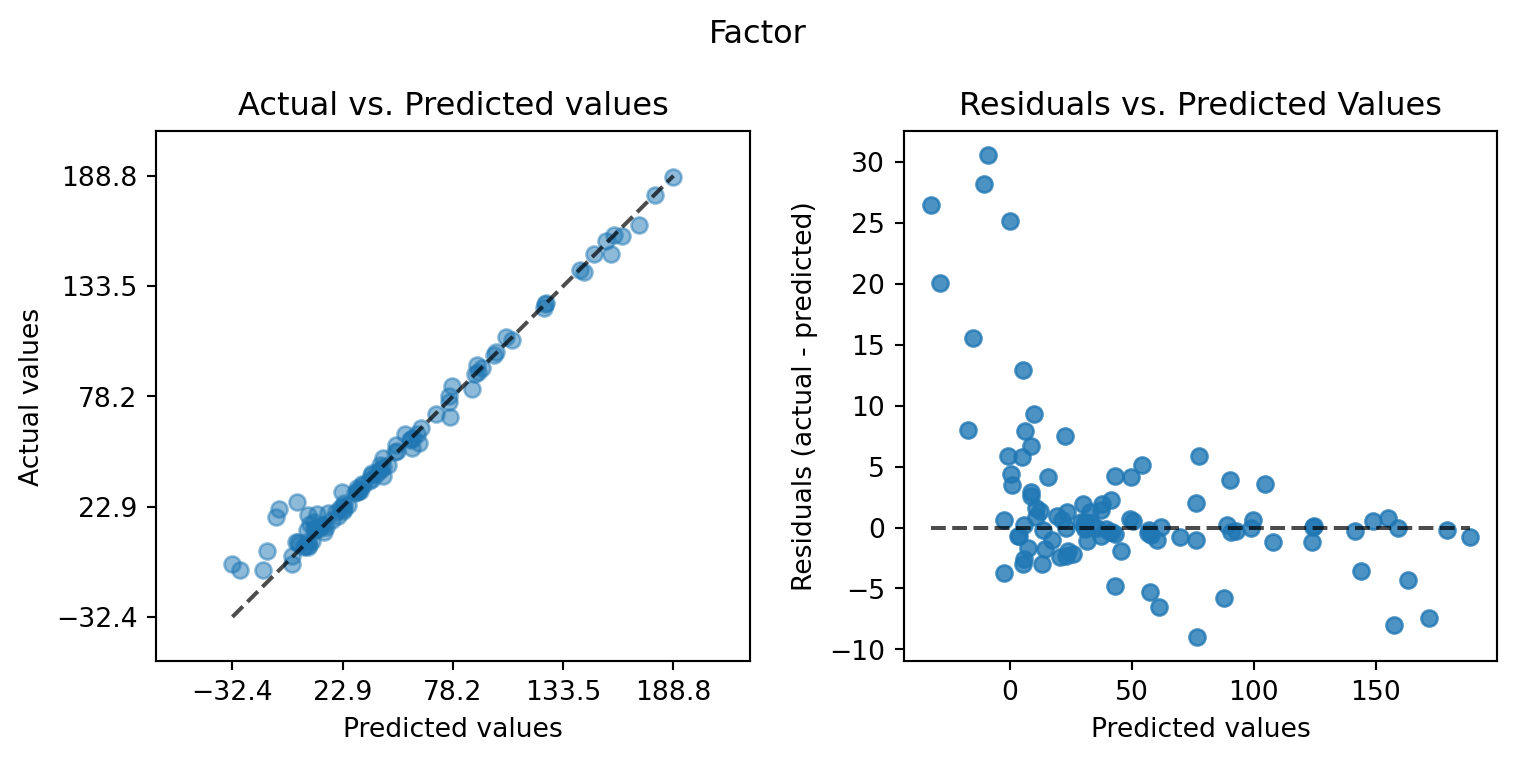 Factor
Actual vs. Predicted values
Actual values
188.8
133.5
78.2
22.9
−32.4
−32.4 22.9 78.2 133.5 188.8
Predicted values
Residuals vs. Predicted Values
Residuals (actual - predicted)
30
25
20
15
10
5
0
−5
−10
0 50 100 150
Predicted values